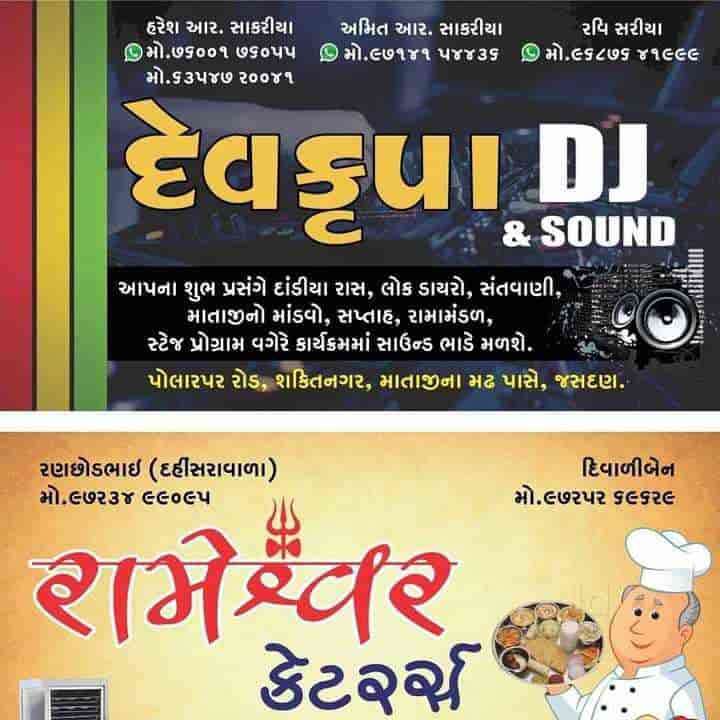 હરેશ આર. સાકરીયા
મો.૭૬૦૦૧ ૭૬૦૫૫
મો.૬૩૫૪૭ ૨૦૦૪૧
અમિત આર. સાકરીયા
મો.૯૭૧૪૧ ૫૪૪૩૬
રવિ સરીયા
મો.૯૬૮૭૬ ૪૧૯૯૯
દેવકૃપા DJ
& SOUND
આપના શુભ પ્રસંગે દાંડીયા રાસ, લોક ડાયરો, સંતવાણી,
માતાજીનો માંડવો, સપ્તાહ, રામામંડળ,
સ્ટેજ પ્રોગ્રામ વગેરે કાર્યક્રમમાં સાઉન્ડ ભાડે મળશે.
પોલારપર રોડ, શકિતનગર, માતાજીના મઢ પાસે, જસદણ.
રણછોડભાઇ (દહીંસરાવાળા)
મો.૯૭૨૩૪ ૯૯૦૯૫
દિવાળીબેન
મો.૯૭૨૫૨ ૬૯૬૨૯
રામેશ્વર
કેટરર્સ